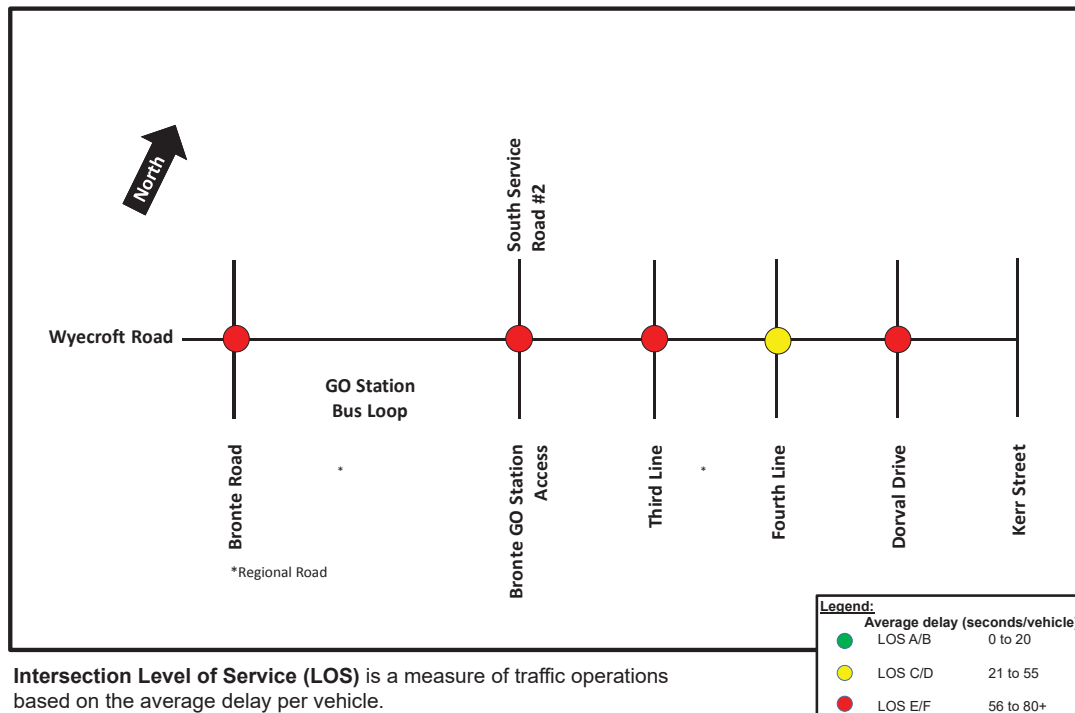 North
South Service
Road #2
Wyecroft Road
GO Station
Bus Loop
Bronte Road
*
Bronte GO Station
Access
Third Line
*
Fourth Line
Dorval Drive
Kerr Street
*Regional Road
Legend:
Average delay (seconds/vehicle)
LOS A/B 0 to 20
LOS C/D 21 to 55
LOS E/F 56 to 80+
Intersection Level of Service (LOS) is a measure of traffic operations
based on the average delay per vehicle.